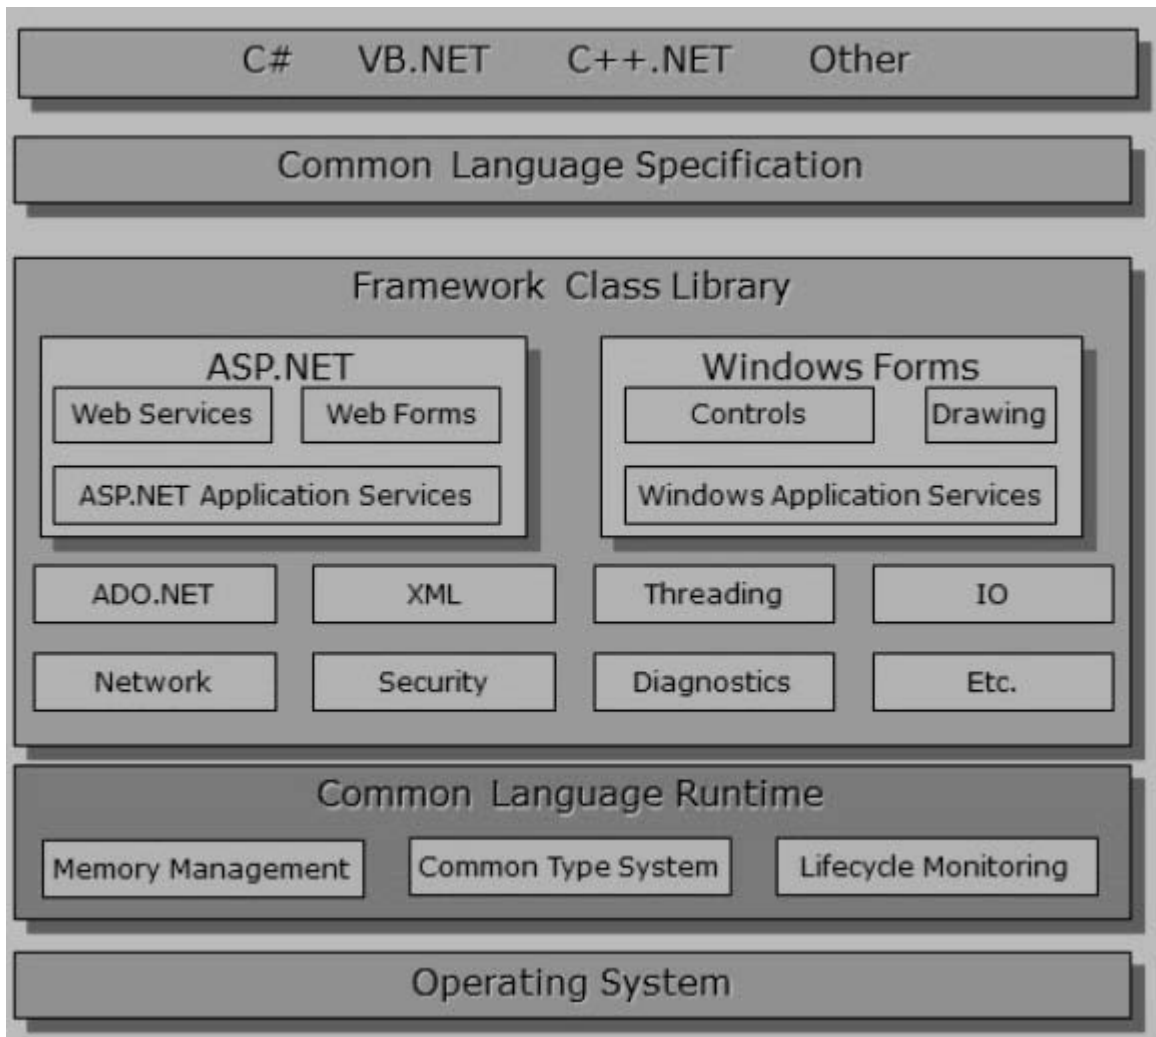 C# VB.NET C++.NET Other
Common Language Specification
Framework Class Library
ASP.NET
Web Services Web Forms
ASP.NET Application Services
Windows Forms
Controls Drawing
Windows Application Services
ADO.NET XML Threading IO
Network Security Diagnostics Etc.
Common Language Runtime
Memory Management Common Type System Lifecycle Monitoring
Operating System